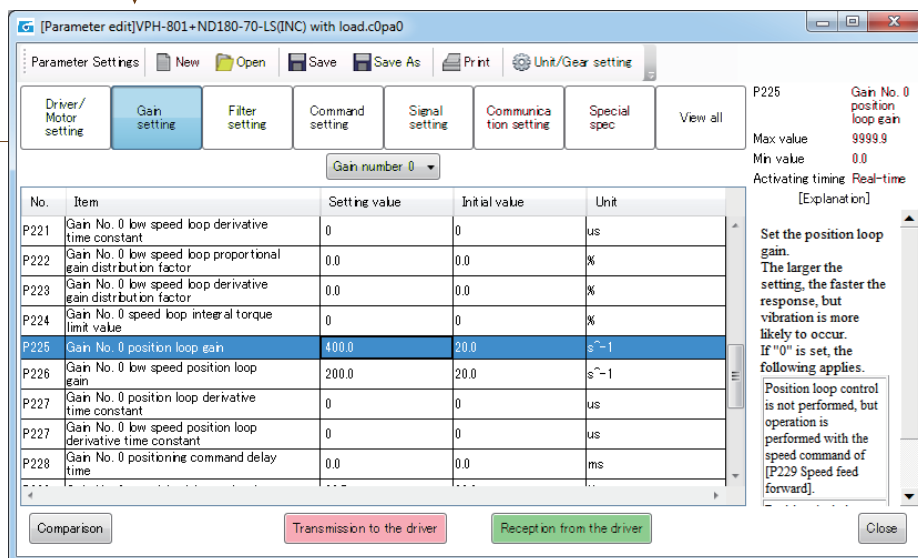 [Parameter edit]VPH-801+ND180-70-LS(INC) with load.c0pa0
Parameter Settings New Open Save Save As Print Unit/Gear setting
Driver/
Motor
setting
Gain
setting
Filter
setting
Command
setting
Signal
setting
Communica
tion setting
Special
spec
View all
Gain number 0
No. Item Setting value Initial value Unit
P221 Gain No. 0 low speed loop derivative
time constant 0 0 us
P222 Gain No. 0 low speed loop proportional
gain distribution factor 0.0 0.0 %
P223 Gain No. 0 low speed loop derivative
gain distribution factor 0.0 0.0 %
P224 Gain No. 0 speed loop integral torque
limit value 0 0 %
P225 Gain No. 0 position loop gain 400.0 20.0 s^-1
P226 Gain No. 0 low speed position loop
gain 200.0 20.0 s^-1
P227 Gain No. 0 position loop derivative
time constant 0 0 us
P227 Gain No. 0 low speed position loop
derivative time constant 0 0 us
P228 Gain No. 0 positioning command delay
time 0.0 0.0 ms
Comparison Transmission to the driver Reception from the driver Close
P225 Gain No. 0
position
loop gain
Max value 9999.9
Min value 0.0
Activating timing Real-time
[Explanation]
Set the position loop
gain.
The larger the
setting, the faster the
response, but
vibration is more
likely to occur.
If "0" is set, the
following applies.
Position loop control
is not performed, but
operation is
performed with the
speed command of
[P229 Speed feed
forward].